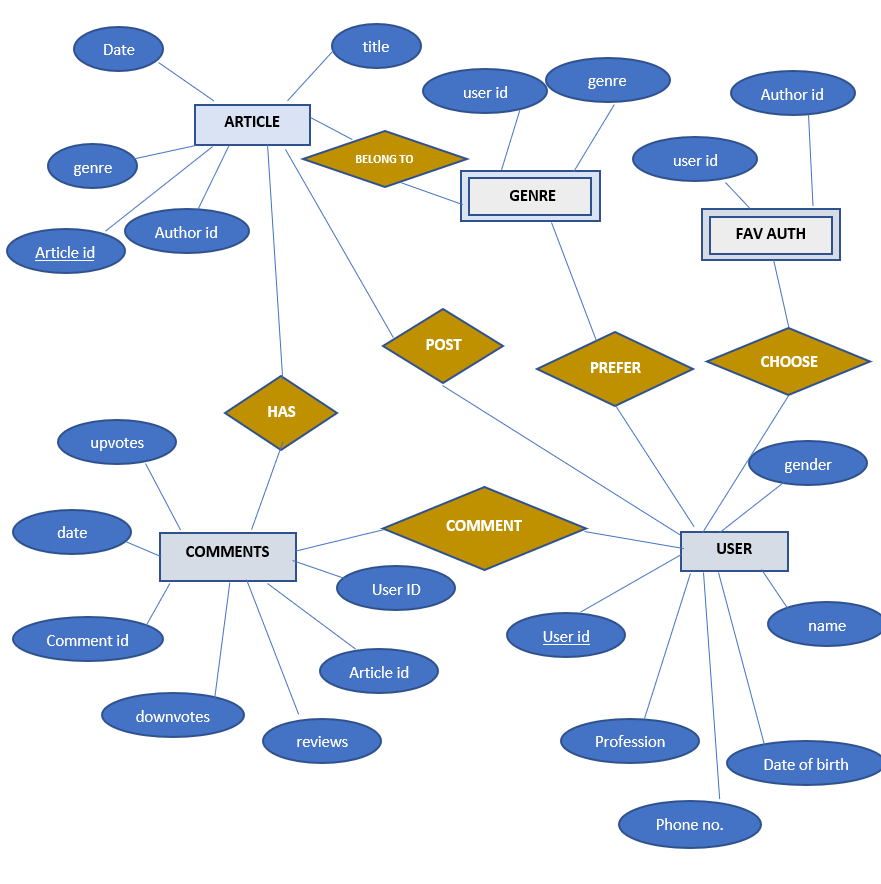 Date
title
user id
genre
Author id
ARTICLE
BELONG TO
user id
genre
GENRE
FAV AUTH
Author id
Article id
POST
PREFER
CHOOSE
HAS
upvotes
gender
COMMENT
date
COMMENTS
USER
User ID
Comment id
User id
name
Article id
downvotes
reviews
Profession
Date of birth
Phone no.